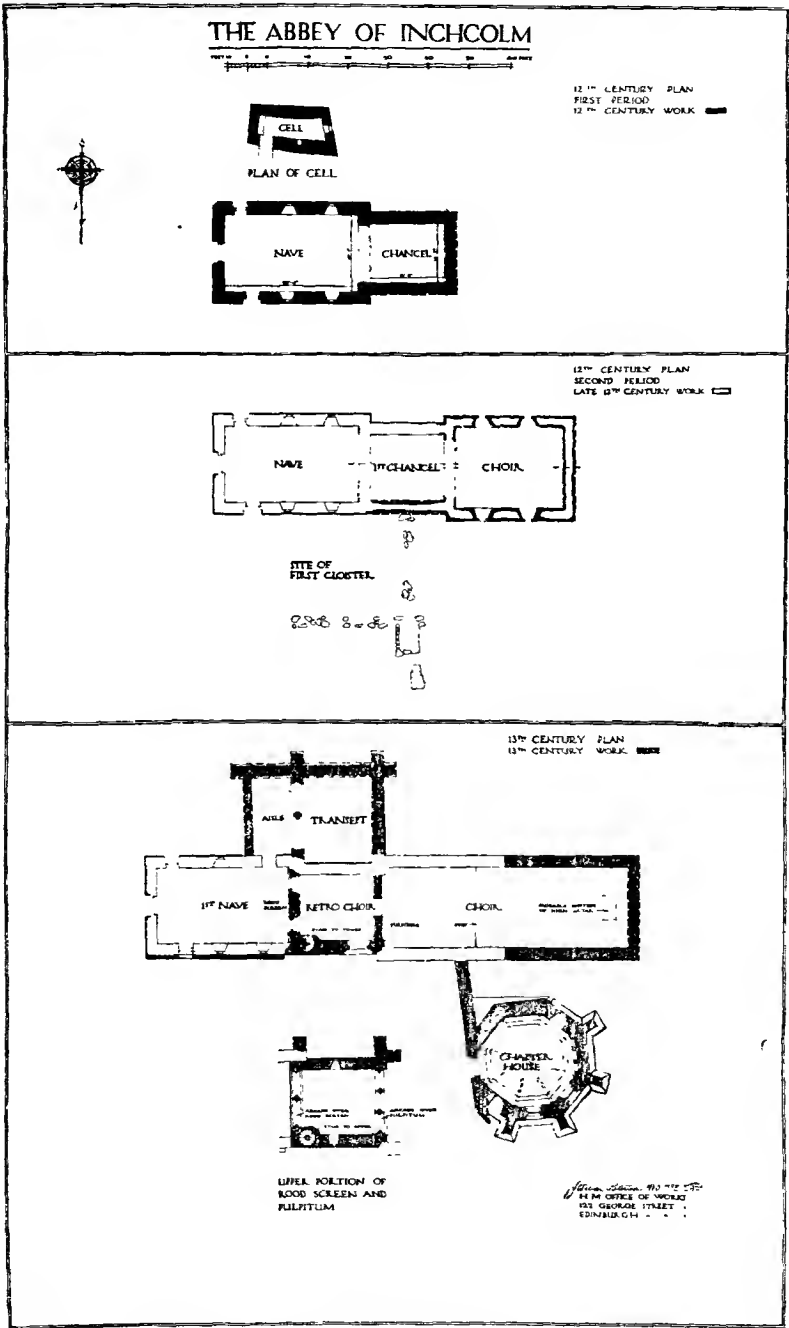 THE ABBEY OF INCHCOLM
12TH CENTURY PLAN
FIRST PERIOD
12TH CENTURY WORK
CELL
PLAN OF CELL
NAVE
CHANCEL
12TH CENTURY PLAN
SECOND PERIOD
LATE 12TH CENTURY WORK
NAVE
1ST CHANCEL
CHOIR
SITE OF
FIRST CLOISTER
13TH CENTURY PLAN
13TH CENTURY WORK
AISLE
TRANSEPT
1ST NAVE
RETRO CHOIR
CHOIR
PULPITUM
CHAPTER
HOUSE
UPPER PORTION OF
ROOD SCREEN AND
PULPITUM
H M OFFICE OF WORKS
122 GEORGE STREET
EDINBURGH